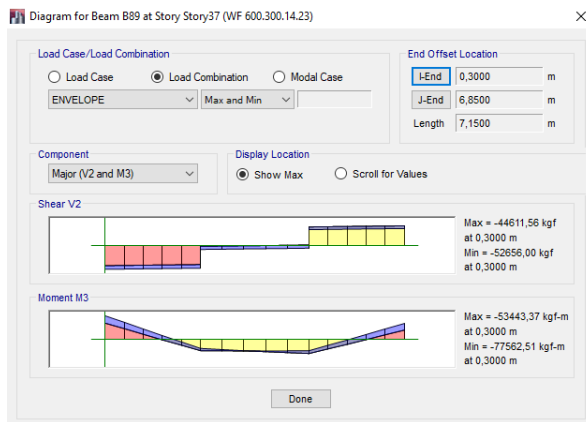 Diagram for Beam B89 at Story Story37 (WF 600.300.14.23)
Load Case/Load Combination
Load Case
Load Combination
Modal Case
ENVELOPE
Max and Min
End Offset Location
I-End 0,3000 m
J-End 6,8500 m
Length 7,1500 m
Component
Major (V2 and M3)
Display Location
Show Max
Scroll for Values
Shear V2
Max = -44611,56 kgf
at 0,3000 m
Min = -52656,00 kgf
at 0,3000 m
Moment M3
Max = -53443,37 kgf-m
at 0,3000 m
Min = -77562,51 kgf-m
at 0,3000 m
Done